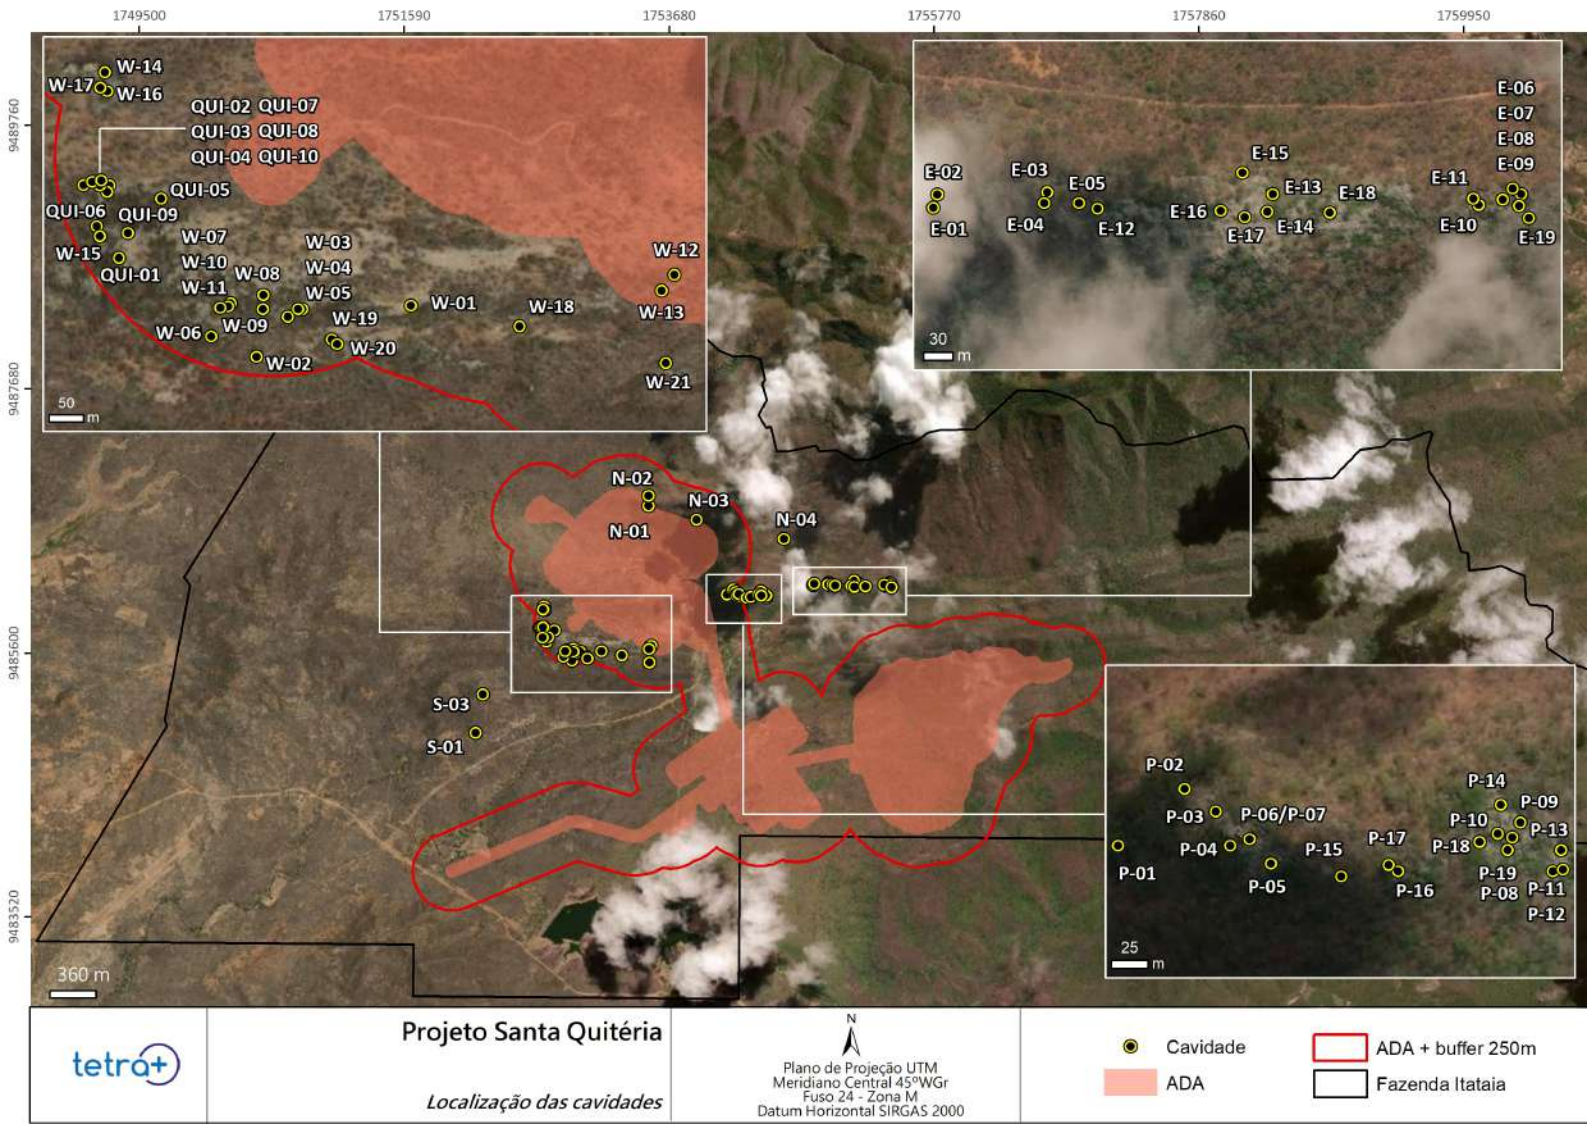 1749500
1751590
1753680
1755770
1757860
1759950
9489760
9487680
9485600
9483520
W-14
W-17
W-16
QUI-02 QUI-07
QUI-03 QUI-08
QUI-04 QUI-10
QUI-05
QUI-06
QUI-09
W-15
QUI-01
W-07
W-10
W-11
W-08
W-03
W-04
W-05
W-06
W-09
W-02
W-19
W-20
W-01
W-18
W-12
W-13
W-21
50
m
E-02
E-01
E-03
E-04
E-05
E-12
E-15
E-13
E-16
E-17
E-14
E-18
E-06
E-07
E-08
E-09
E-11
E-10
E-19
30
m
N-02
N-01
N-03
N-04
S-03
S-01
P-02
P-03
P-06/P-07
P-04
P-01
P-05
P-15
P-17
P-16
P-14
P-09
P-10
P-13
P-18
P-19
P-08
P-11
P-12
25
m
360 m
tetra+
Projeto Santa Quitéria
Localização das cavidades
N
Plano de Projeção UTM
Meridiano Central 45ºWGr
Fuso 24 - Zona M
Datum Horizontal SIRGAS 2000
Cavidade
ADA
ADA + buffer 250m
Fazenda Itataia